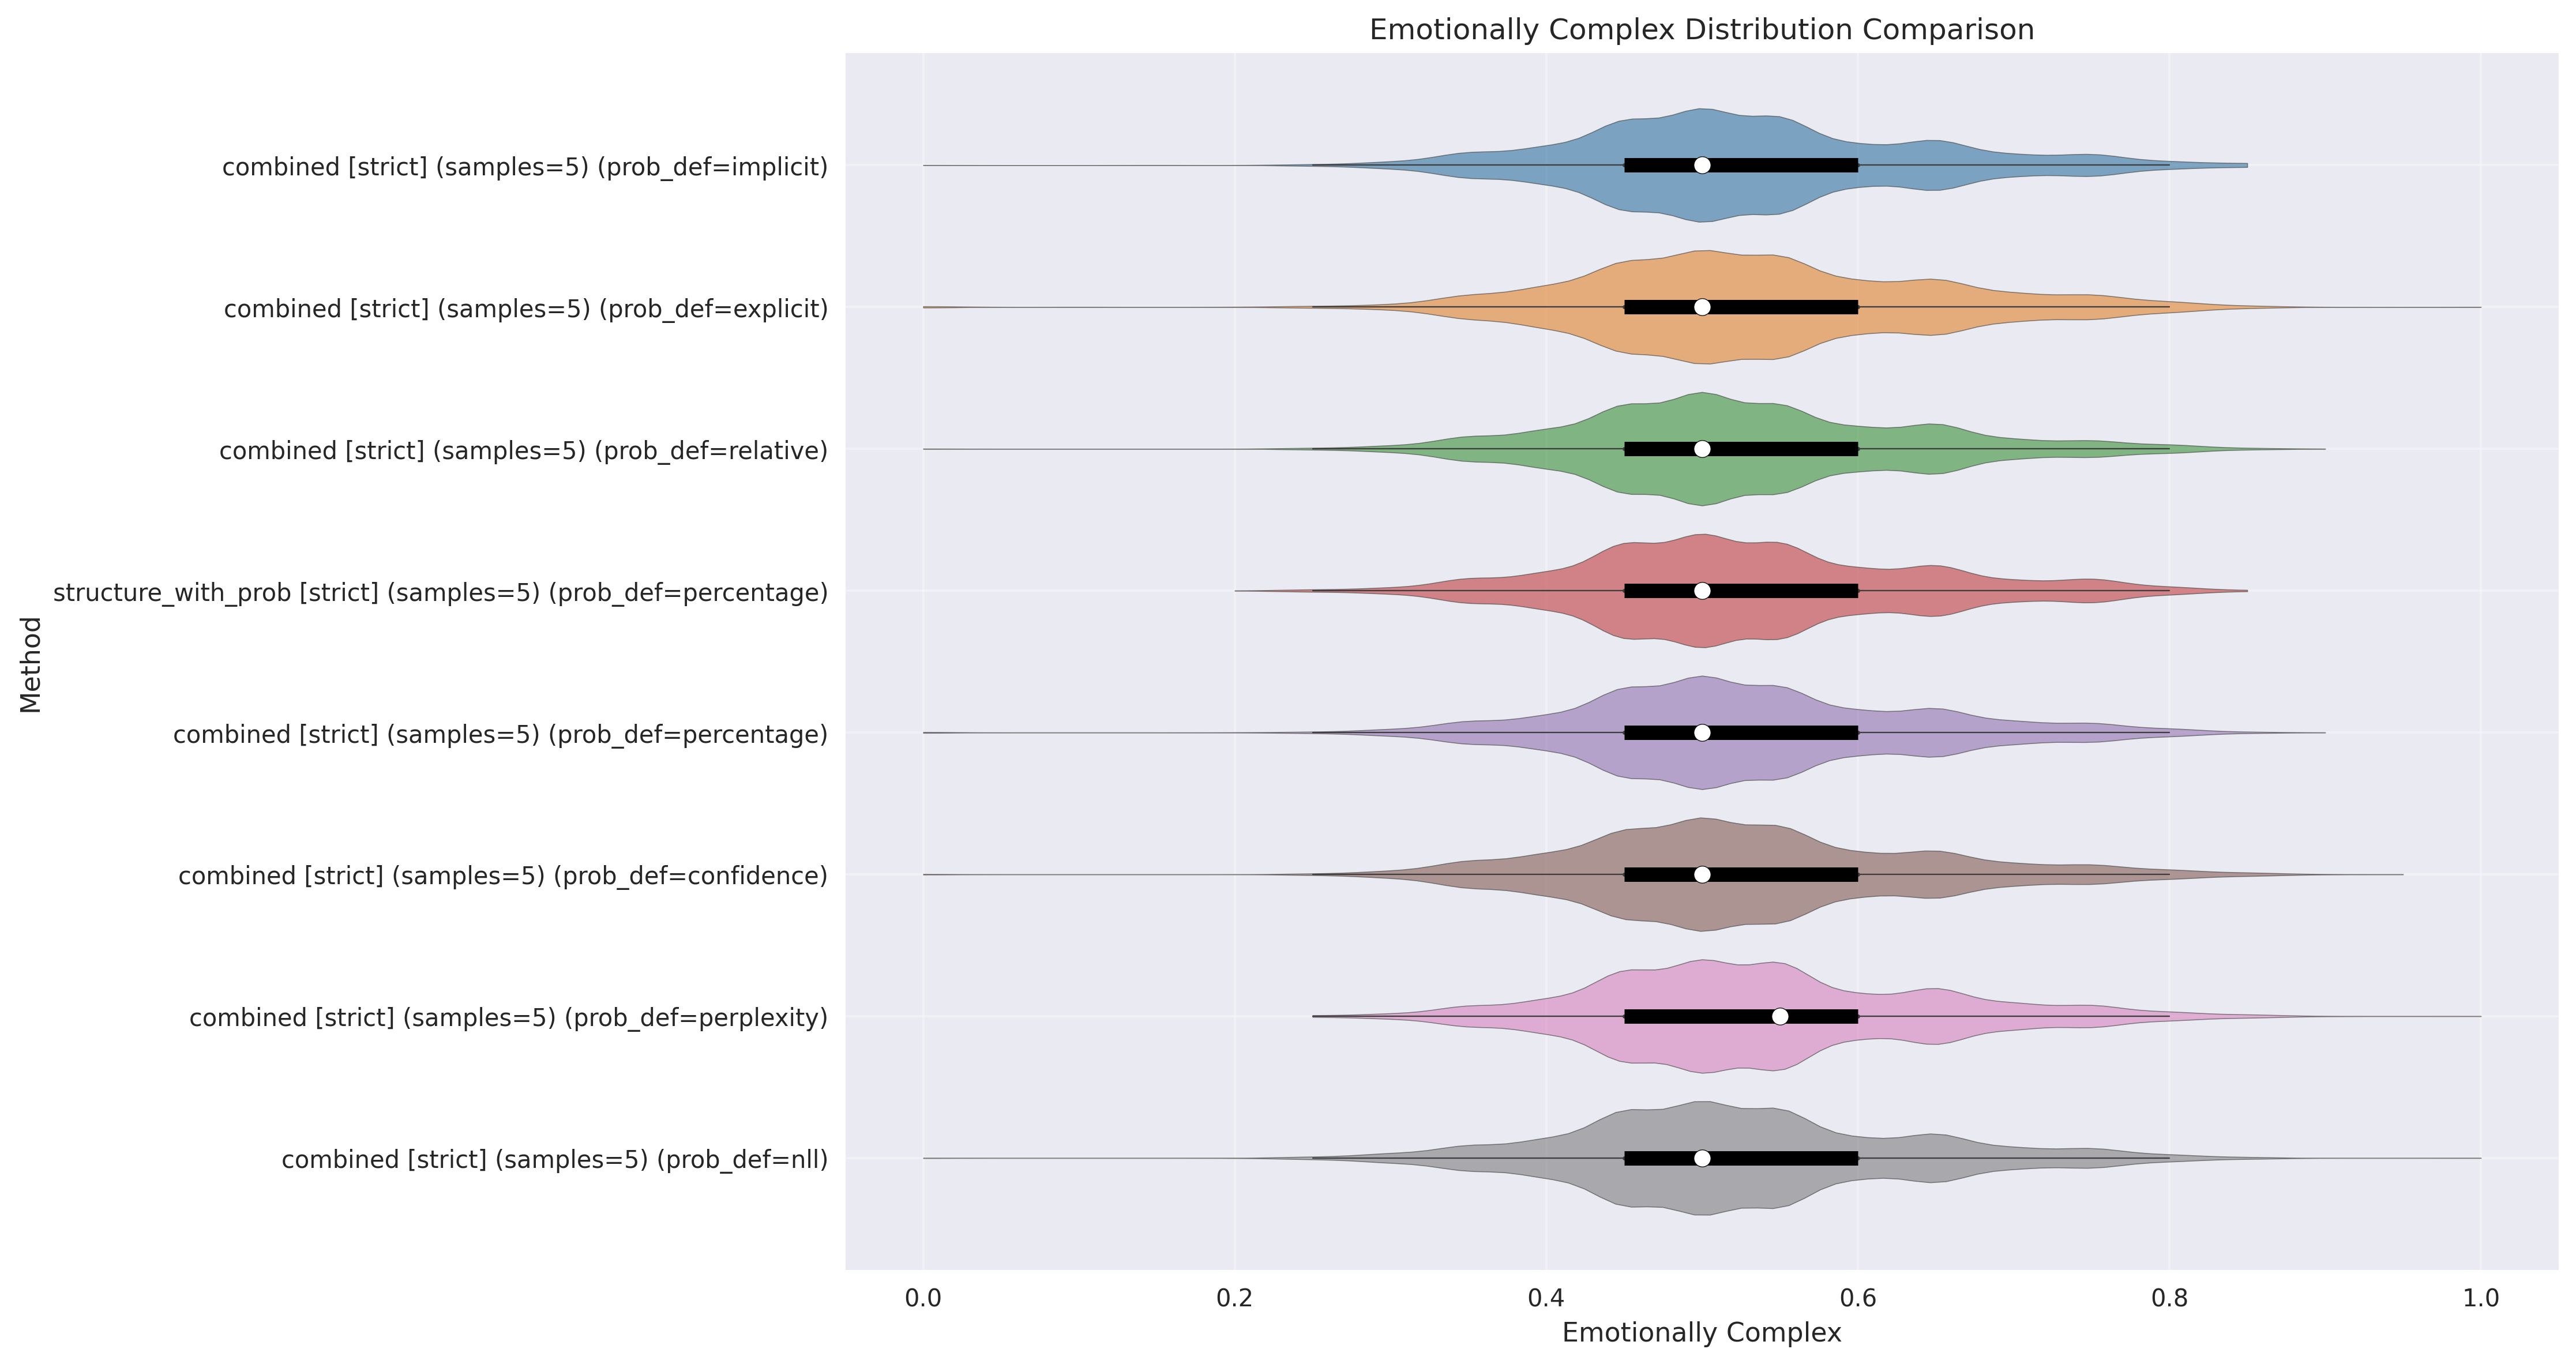 Emotionally Complex Distribution Comparison
Method
combined [strict] (samples=5) (prob_def=implicit)
combined [strict] (samples=5) (prob_def=explicit)
combined [strict] (samples=5) (prob_def=relative)
structure_with_prob [strict] (samples=5) (prob_def=percentage)
combined [strict] (samples=5) (prob_def=percentage)
combined [strict] (samples=5) (prob_def=confidence)
combined [strict] (samples=5) (prob_def=perplexity)
combined [strict] (samples=5) (prob_def=nll)
0.0 0.2 0.4 0.6 0.8 1.0
Emotionally Complex